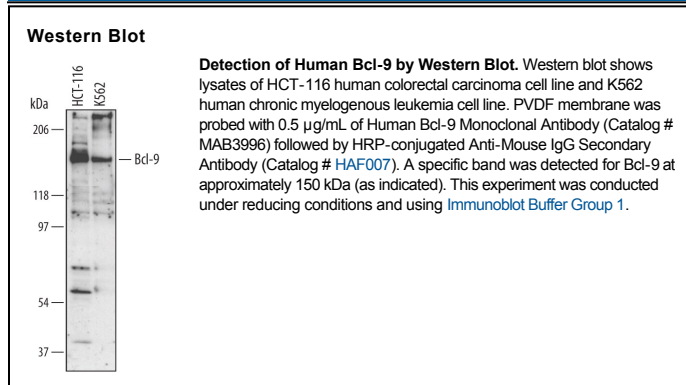 Western Blot
Detection of Human Bcl-9 by Western Blot. Western blot shows
lysates of HCT-116 human colorectal carcinoma cell line and K562
human chronic myelogenous leukemia cell line. PVDF membrane was
probed with 0.5 µg/mL of Human Bcl-9 Monoclonal Antibody (Catalog #
MAB3996) followed by HRP-conjugated Anti-Mouse IgG Secondary
Antibody (Catalog # HAF007). A specific band was detected for Bcl-9 at
approximately 150 kDa (as indicated). This experiment was conducted
under reducing conditions and using Immunoblot Buffer Group 1.
HCT-116
K562
kDa
206
Bcl-9
118
97
54
37